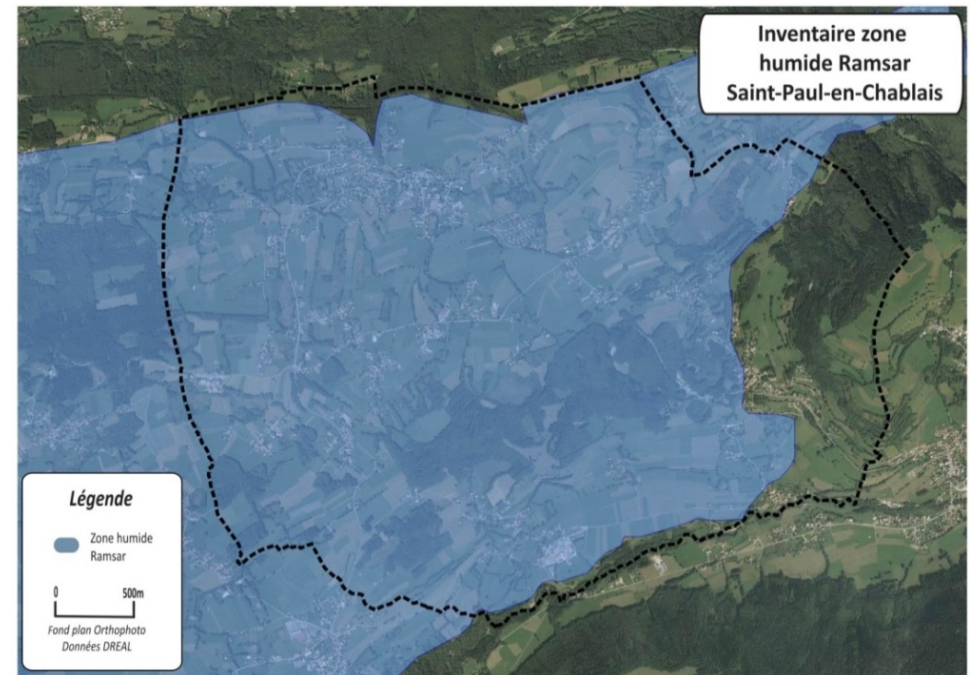 Inventaire zone
humide Ramsar
Saint-Paul-en-Chablais
Légende
Zone humide
Ramsar
0 500m
Fond plan Orthophoto
Données DREAL